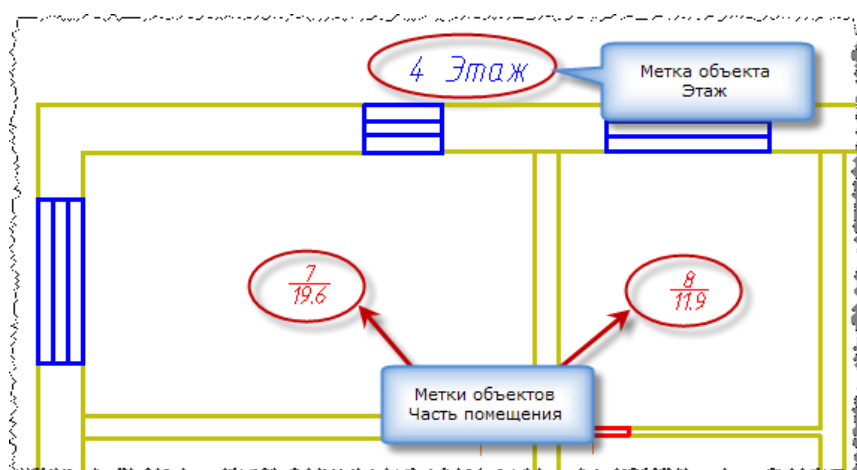 4 Этаж
Метка объекта
Этаж
7
19.6
8
11.9
Метки объектов
Часть помещения